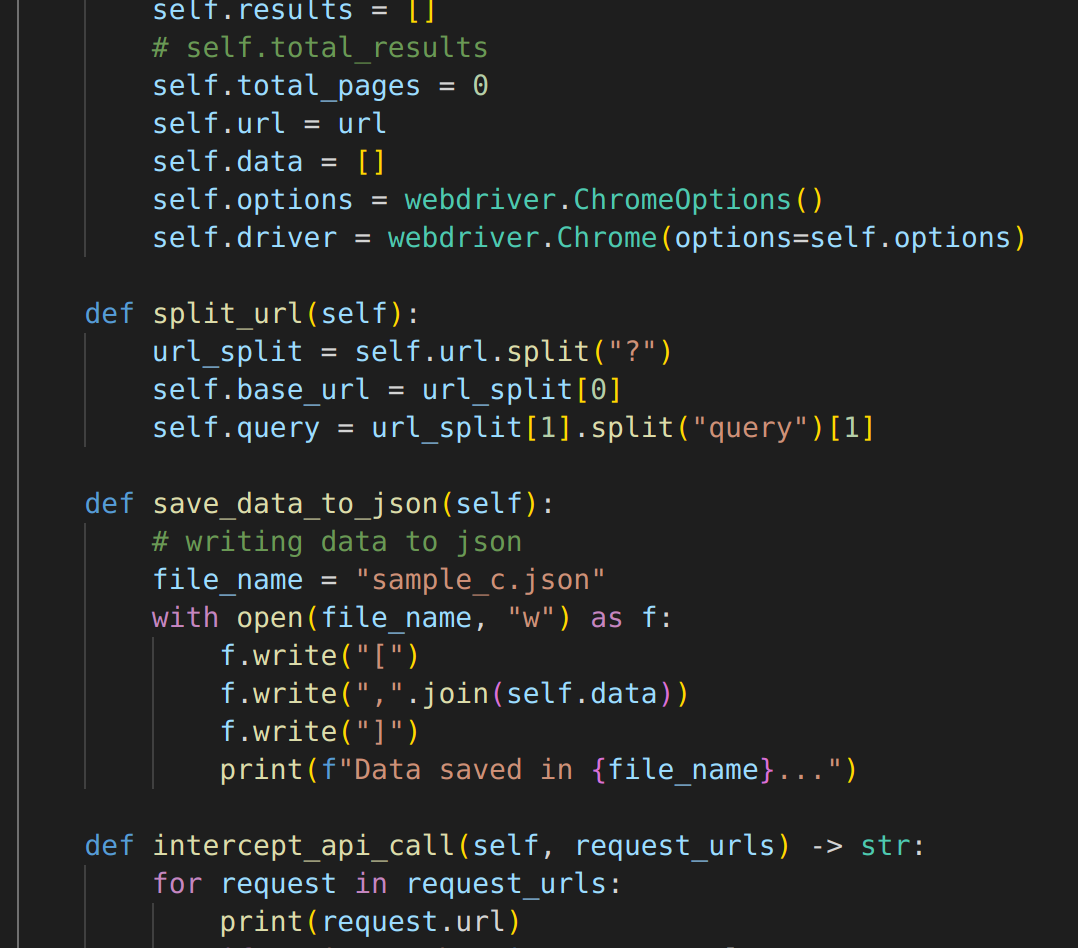 self.results = []
# self.total_results
self.total_pages = 0
self.url = url
self.data = []
self.options = webdriver.ChromeOptions()
self.driver = webdriver.Chrome(options=self.options)
def split_url(self):
url_split = self.url.split("?")
self.base_url = url_split[0]
self.query = url_split[1].split("query")[1]
def save_data_to_json(self):
# writing data to json
file_name = "sample_c.json"
with open(file_name, "w") as f:
f.write("[")
f.write(",".join(self.data))
f.write("]")
print(f"Data saved in {file_name}...")
def intercept_api_call(self, request_urls) -> str:
for request in request_urls:
print(request.url)